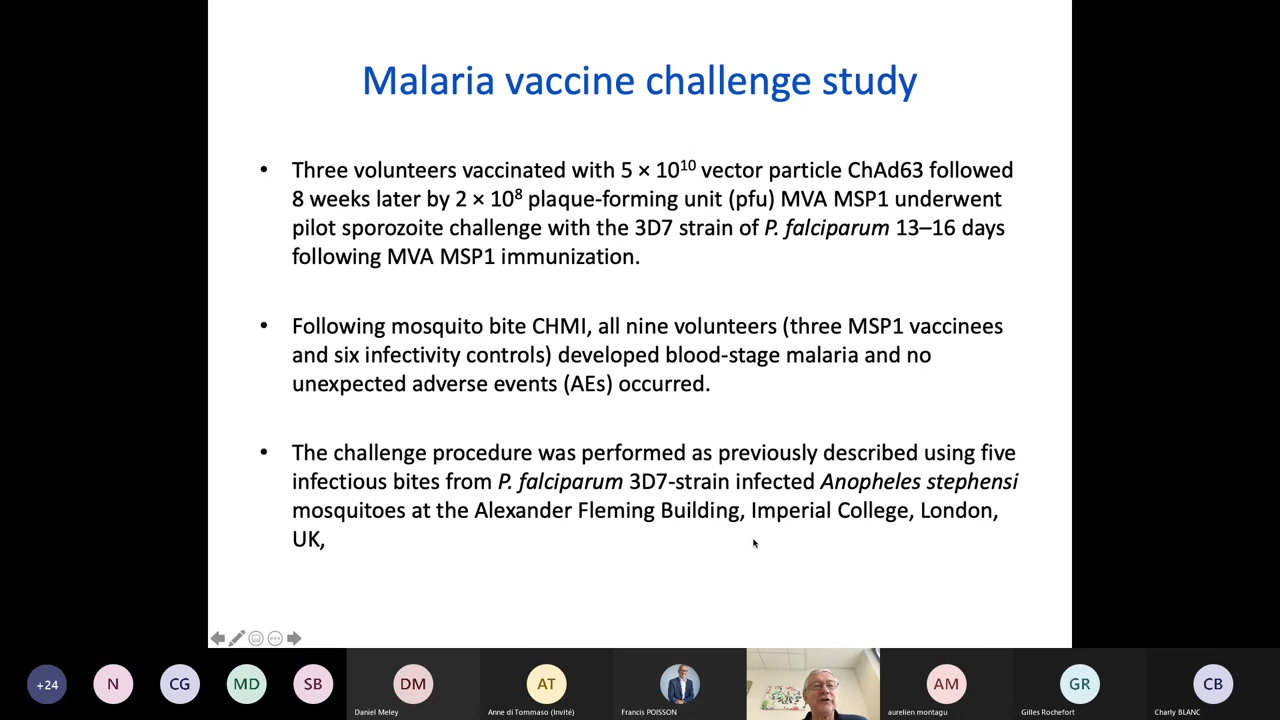 Malaria vaccine challenge study
• Three volunteers vaccinated with 5 × 10¹⁰ vector particle ChAd63 followed
8 weeks later by 2 × 10⁸ plaque-forming unit (pfu) MVA MSP1 underwent
pilot sporozoite challenge with the 3D7 strain of P. falciparum 13–16 days
following MVA MSP1 immunization.
• Following mosquito bite CHMI, all nine volunteers (three MSP1 vaccinees
and six infectivity controls) developed blood-stage malaria and no
unexpected adverse events (AEs) occurred.
• The challenge procedure was performed as previously described using five
infectious bites from P. falciparum 3D7-strain infected Anopheles stephensi
mosquitoes at the Alexander Fleming Building, Imperial College, London,
UK,
+24 N CG MD SB DM AT AM GR CB
Daniel Meley Anne di Tommaso (Invité) Francis POISSON aurelien montagu Gilles Rochefort Charly BLANC